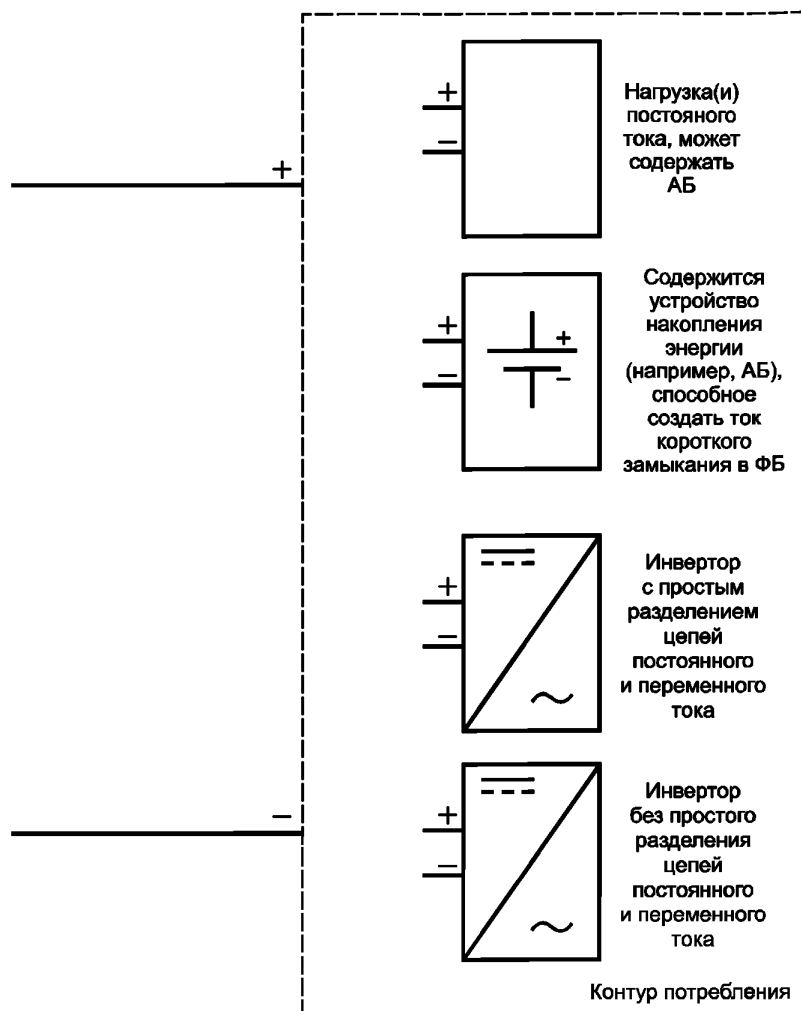 +
−
Нагрузка(и)
постояного
тока, может
содержать
АБ
+
+
−
+
−
Содержится
устройство
накопления
энергии
(например, АБ),
способное
создать ток
короткого
замыкания в ФБ
+
−
Инвертор
с простым
разделением
цепей
постоянного
и переменного
тока
−
+
−
Инвертор
без простого
разделения
цепей
постоянного
и переменного
тока
Контур потребления